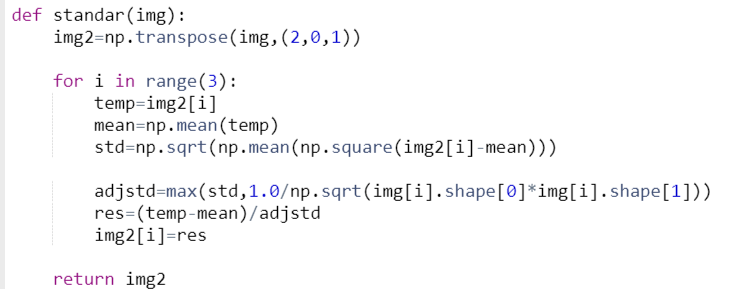 def standar(img):
    img2=np.transpose(img,(2,0,1))
    for i in range(3):
        temp=img2[i]
        mean=np.mean(temp)
        std=np.sqrt(np.mean(np.square(img2[i]-mean)))
        adjstd=max(std,1.0/np.sqrt(img[i].shape[0]*img[i].shape[1]))
        res=(temp-mean)/adjstd
        img2[i]=res
    return img2